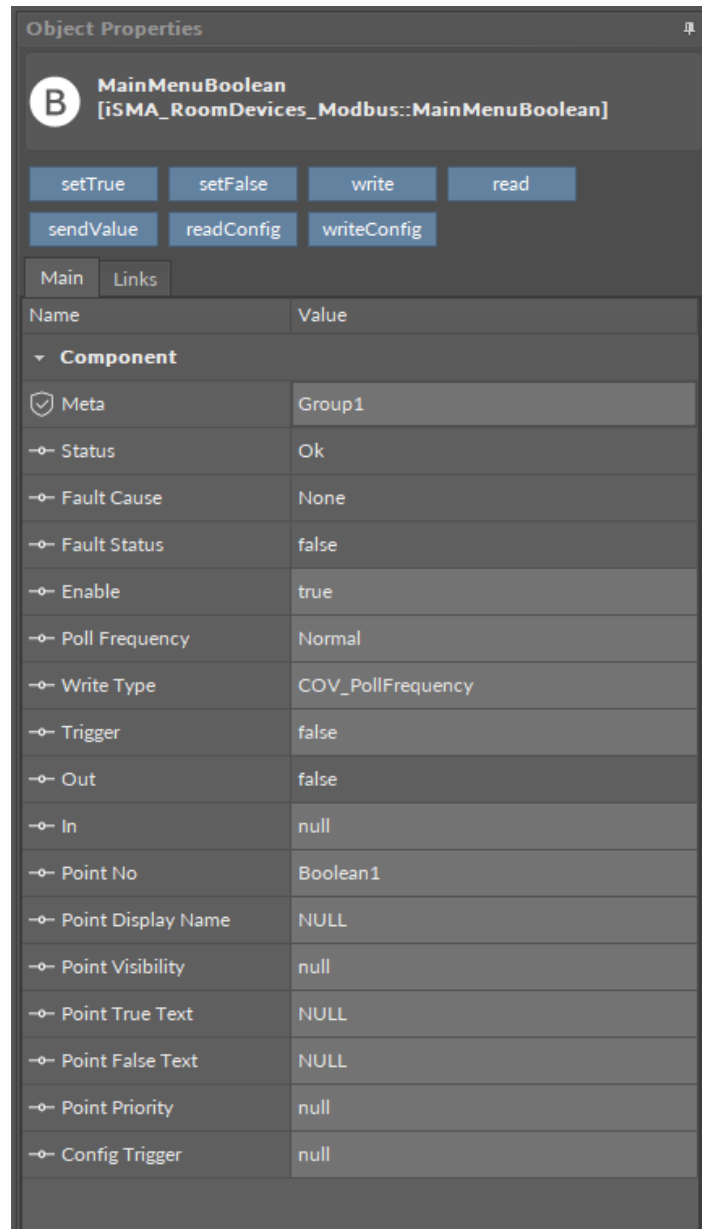 Object Properties
B
MainMenuBoolean
[iSMA_RoomDevices_Modbus::MainMenuBoolean]
setTrue setFalse write read
sendValue readConfig writeConfig
Main Links
Name Value
Component
Meta Group1
Status Ok
Fault Cause None
Fault Status false
Enable true
Poll Frequency Normal
Write Type COV_PollFrequency
Trigger false
Out false
In null
Point No Boolean1
Point Display Name NULL
Point Visibility null
Point True Text NULL
Point False Text NULL
Point Priority null
Config Trigger null